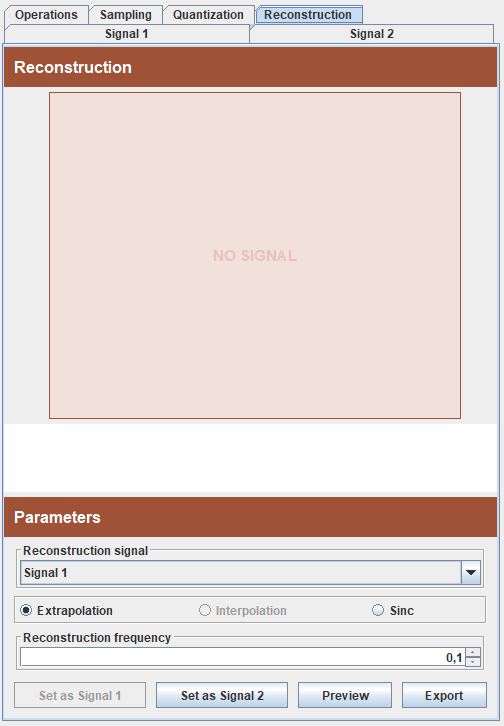 Operations Sampling Quantization Reconstruction
Signal 1 Signal 2
Reconstruction
NO SIGNAL
Parameters
Reconstruction signal
Signal 1
Extrapolation Interpolation Sinc
Reconstruction frequency
0,1
Set as Signal 1 Set as Signal 2 Preview Export